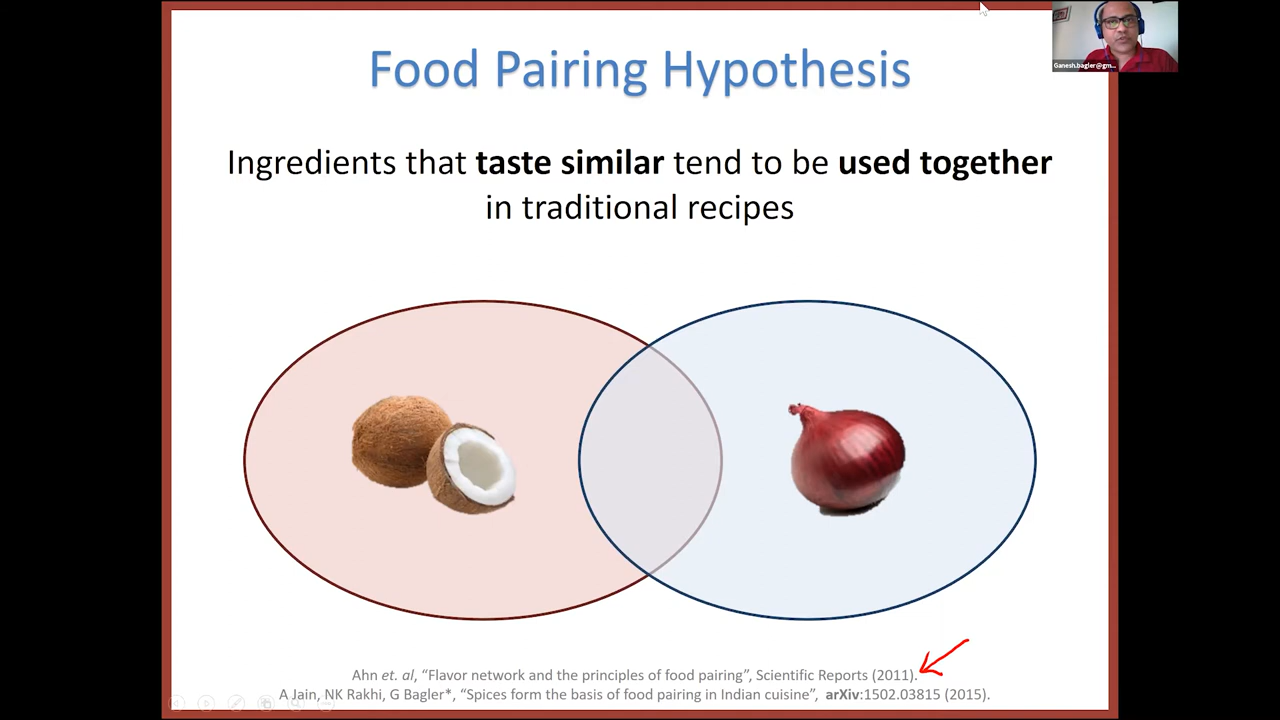 Food Pairing Hypothesis
Ingredients that taste similar tend to be used together
in traditional recipes
Ganesh.bagler@gm...
Ahn et. al, “Flavor network and the principles of food pairing”, Scientific Reports (2011).
A Jain, NK Rakhi, G Bagler*, “Spices form the basis of food pairing in Indian cuisine”, arXiv:1502.03815 (2015).